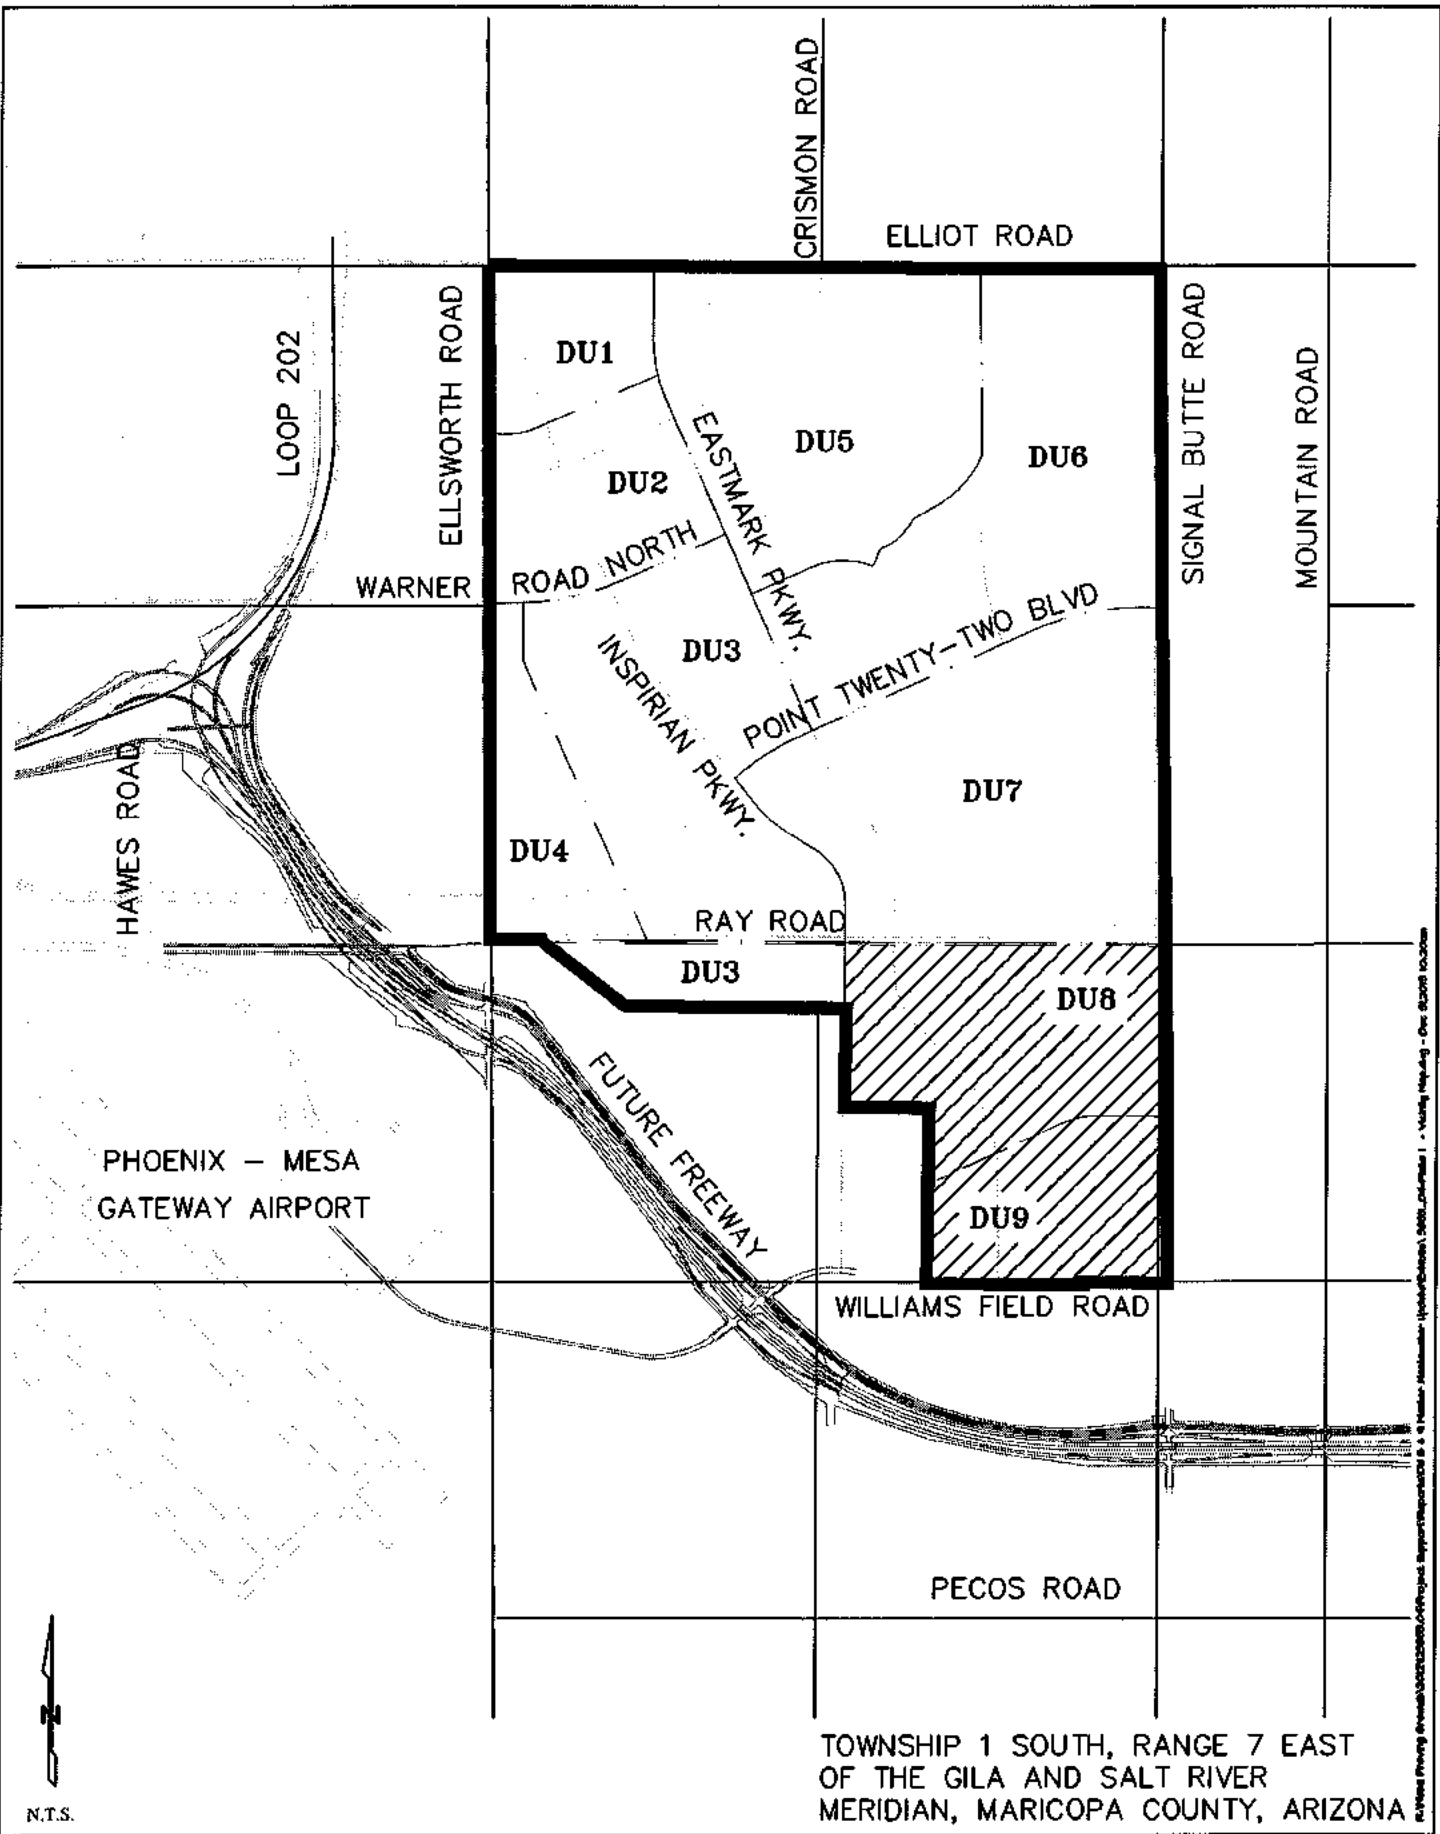 CRISMON ROAD
ELLIOT ROAD
LOOP 202
ELLSWORTH ROAD
DU1
SIGNAL BUTTE ROAD
MOUNTAIN ROAD
EASTMARK PKWY.
DU5
DU6
DU2
WARNER ROAD NORTH
INSPIRIAN PKWY.
DU3
POINT TWENTY-TWO BLVD
HAWES ROAD
DU7
DU4
RAY ROAD
DU3
DU8
FUTURE FREEWAY
PHOENIX - MESA
GATEWAY AIRPORT
DU9
WILLIAMS FIELD ROAD
PECOS ROAD
N
N.T.S.
TOWNSHIP 1 SOUTH, RANGE 7 EAST
OF THE GILA AND SALT RIVER
MERIDIAN, MARICOPA COUNTY, ARIZONA